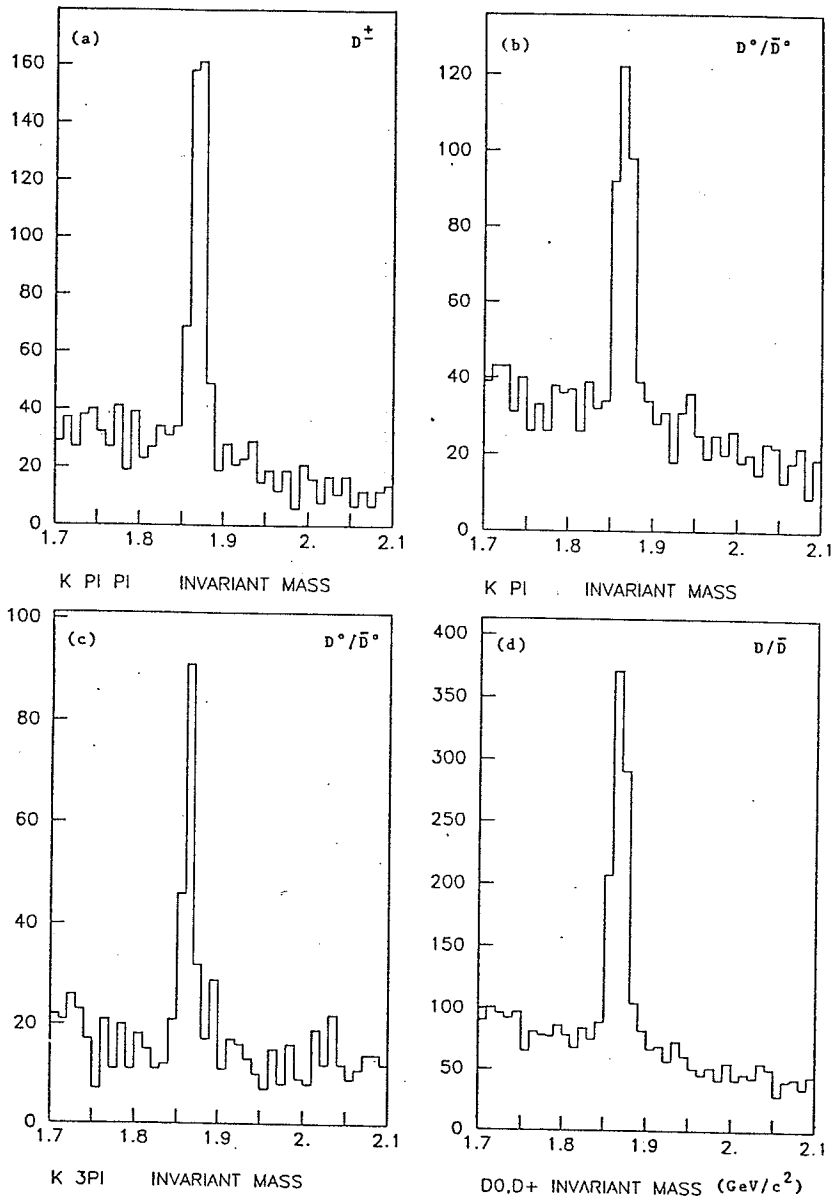 (a) D±
160
140
120
100
80
60
40
20
0
1.7 1.8 1.9 2. 2.1
K PI PI INVARIANT MASS
(b) D°/D̄°
120
100
80
60
40
20
0
1.7 1.8 1.9 2. 2.1
K PI INVARIANT MASS
(c) D°/D̄°
100
80
60
40
20
0
1.7 1.8 1.9 2. 2.1
K 3PI INVARIANT MASS
(d) D/D̄
400
350
300
250
200
150
100
50
0
1.7 1.8 1.9 2. 2.1
D0,D+ INVARIANT MASS (GeV/c²)